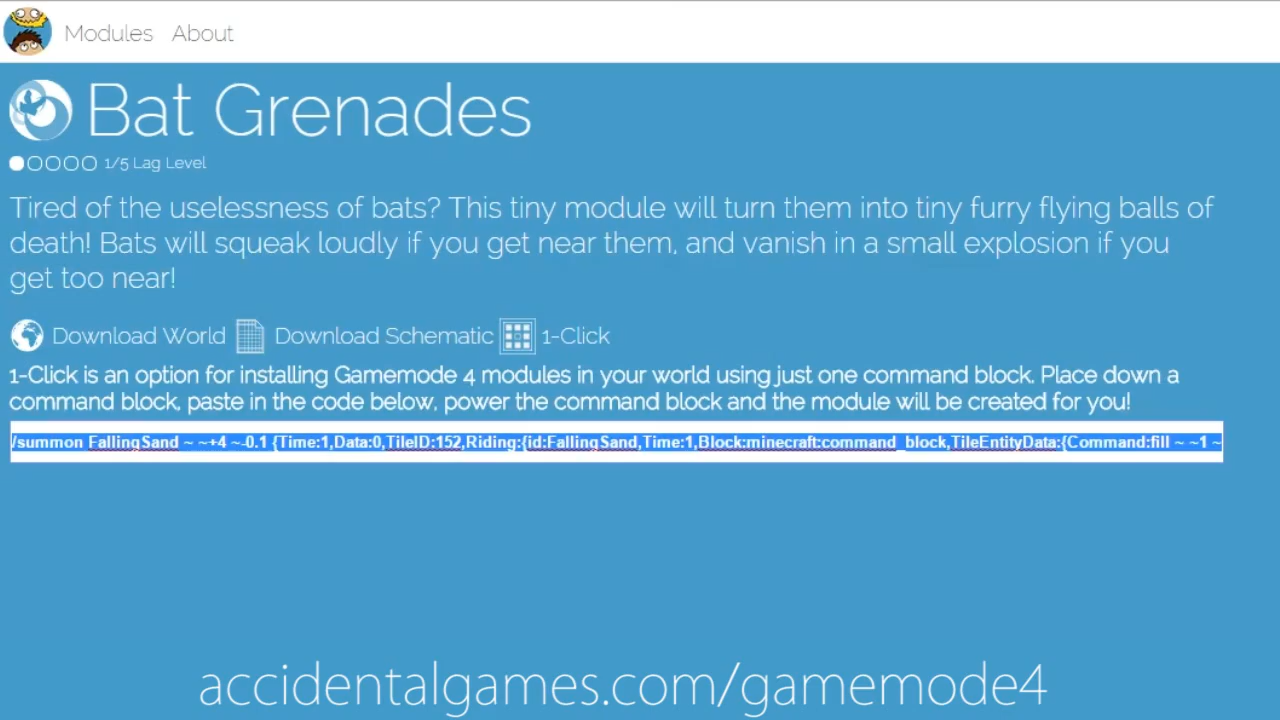 Modules About
Bat Grenades
1/5 Lag Level
Tired of the uselessness of bats? This tiny module will turn them into tiny furry flying balls of
death! Bats will squeak loudly if you get near them, and vanish in a small explosion if you
get too near!
Download World Download Schematic 1-Click
1-Click is an option for installing Gamemode 4 modules in your world using just one command block. Place down a
command block, paste in the code below, power the command block and the module will be created for you!
/summon FallingSand ~ ~+4 ~-0.1 {Time:1,Data:0,TileID:152,Riding:{id:FallingSand,Time:1,Block:minecraft:command_block,TileEntityData:{Command:fill ~ ~1 ~
accidentalgames.com/gamemode4